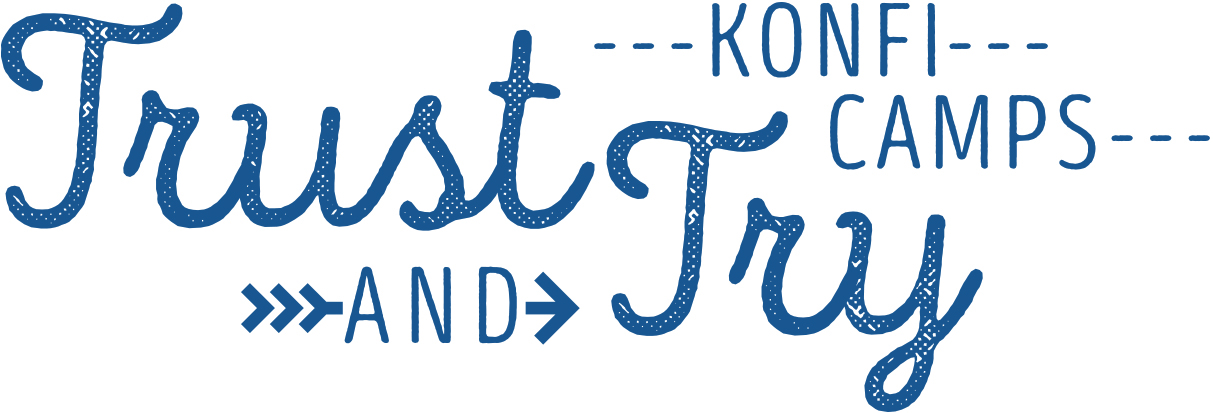 Trust
AND
Try
---KONFI---
CAMPS---